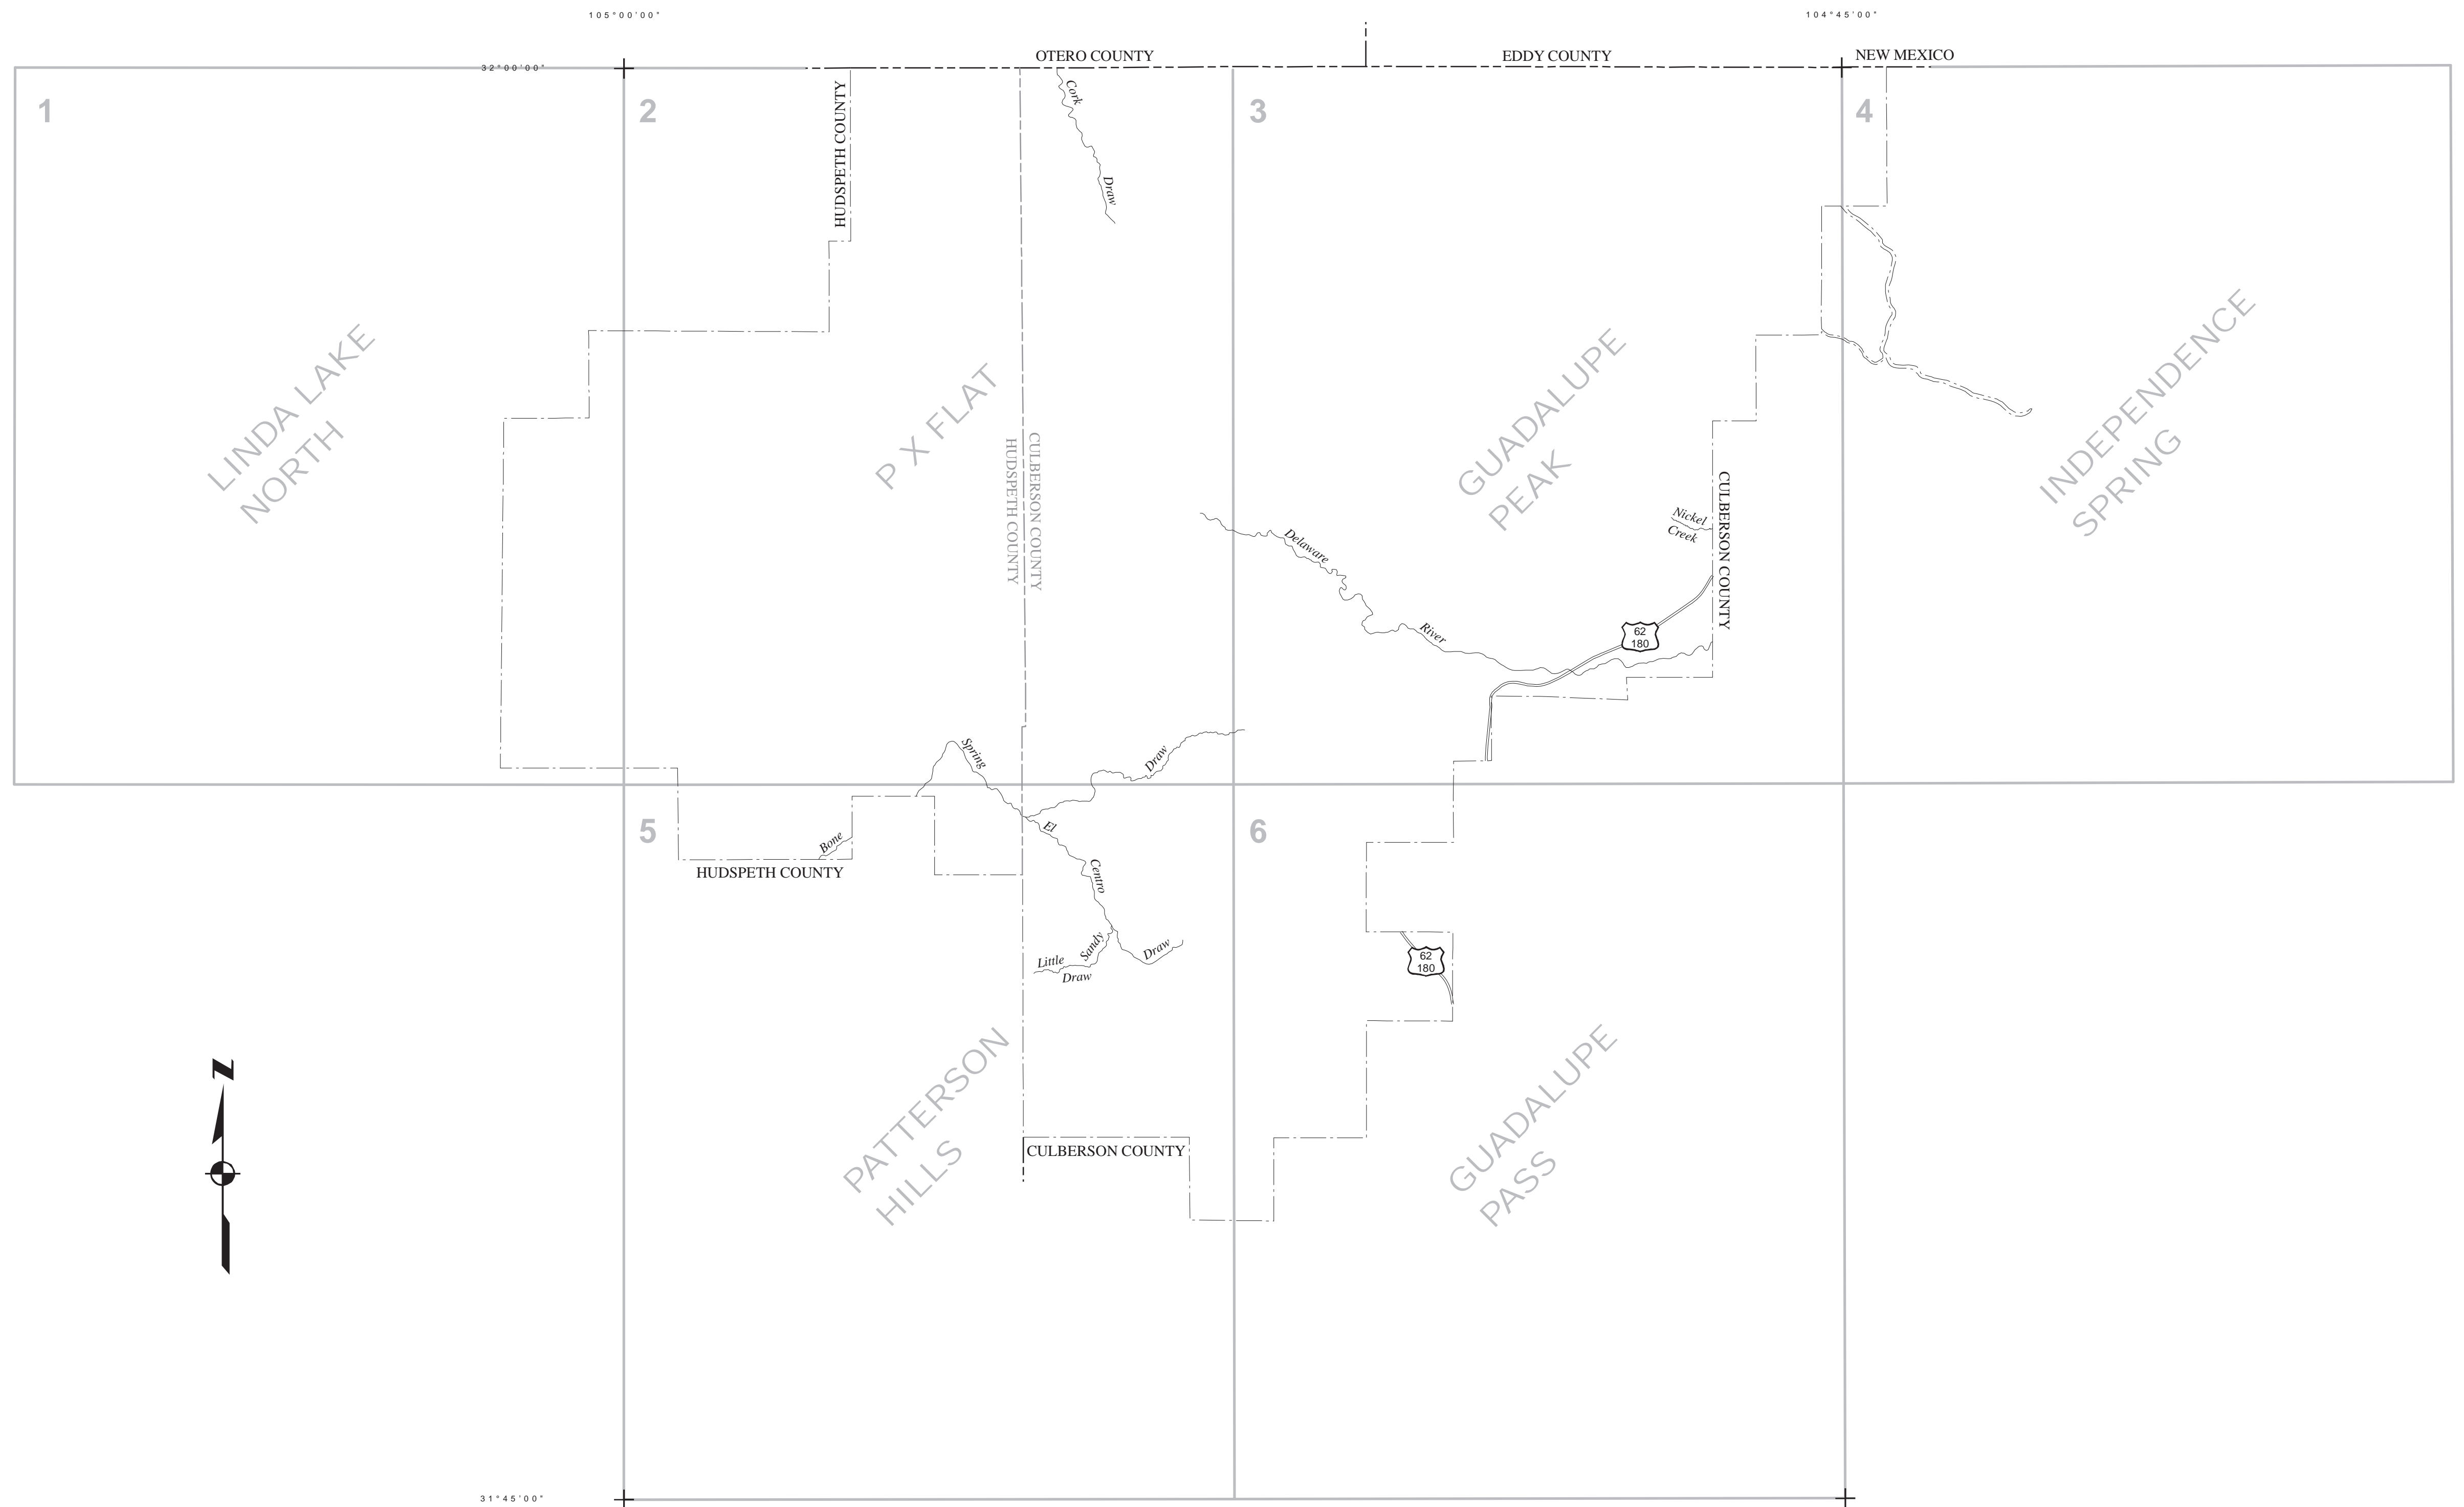 105°00'00"
104°45'00"
OTERO COUNTY
EDDY COUNTY
NEW MEXICO
32°00'00"
1
2
3
4
HUDSPETH COUNTY
Cork
Draw
LINDA LAKE
NORTH
P X FLAT
GUADALUPE
PEAK
INDEPENDENCE
SPRING
CULBERSON COUNTY
HUDSPETH COUNTY
Nickel
Creek
CULBERSON COUNTY
Delaware
River
62
180
Spring
Draw
5
6
El
Bone
Centro
HUDSPETH COUNTY
Little
Sandy
Draw
Draw
62
180
N
PATTERSON
HILLS
GUADALUPE
PASS
CULBERSON COUNTY
31°45'00"